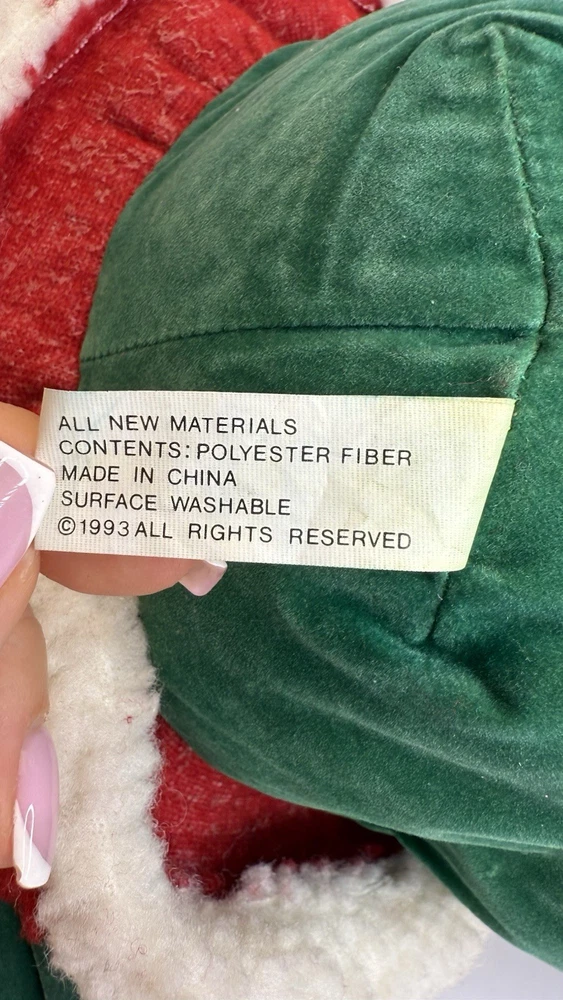 ALL NEW MATERIALS
CONTENTS: POLYESTER FIBER
MADE IN CHINA
SURFACE WASHABLE
©1993 ALL RIGHTS RESERVED